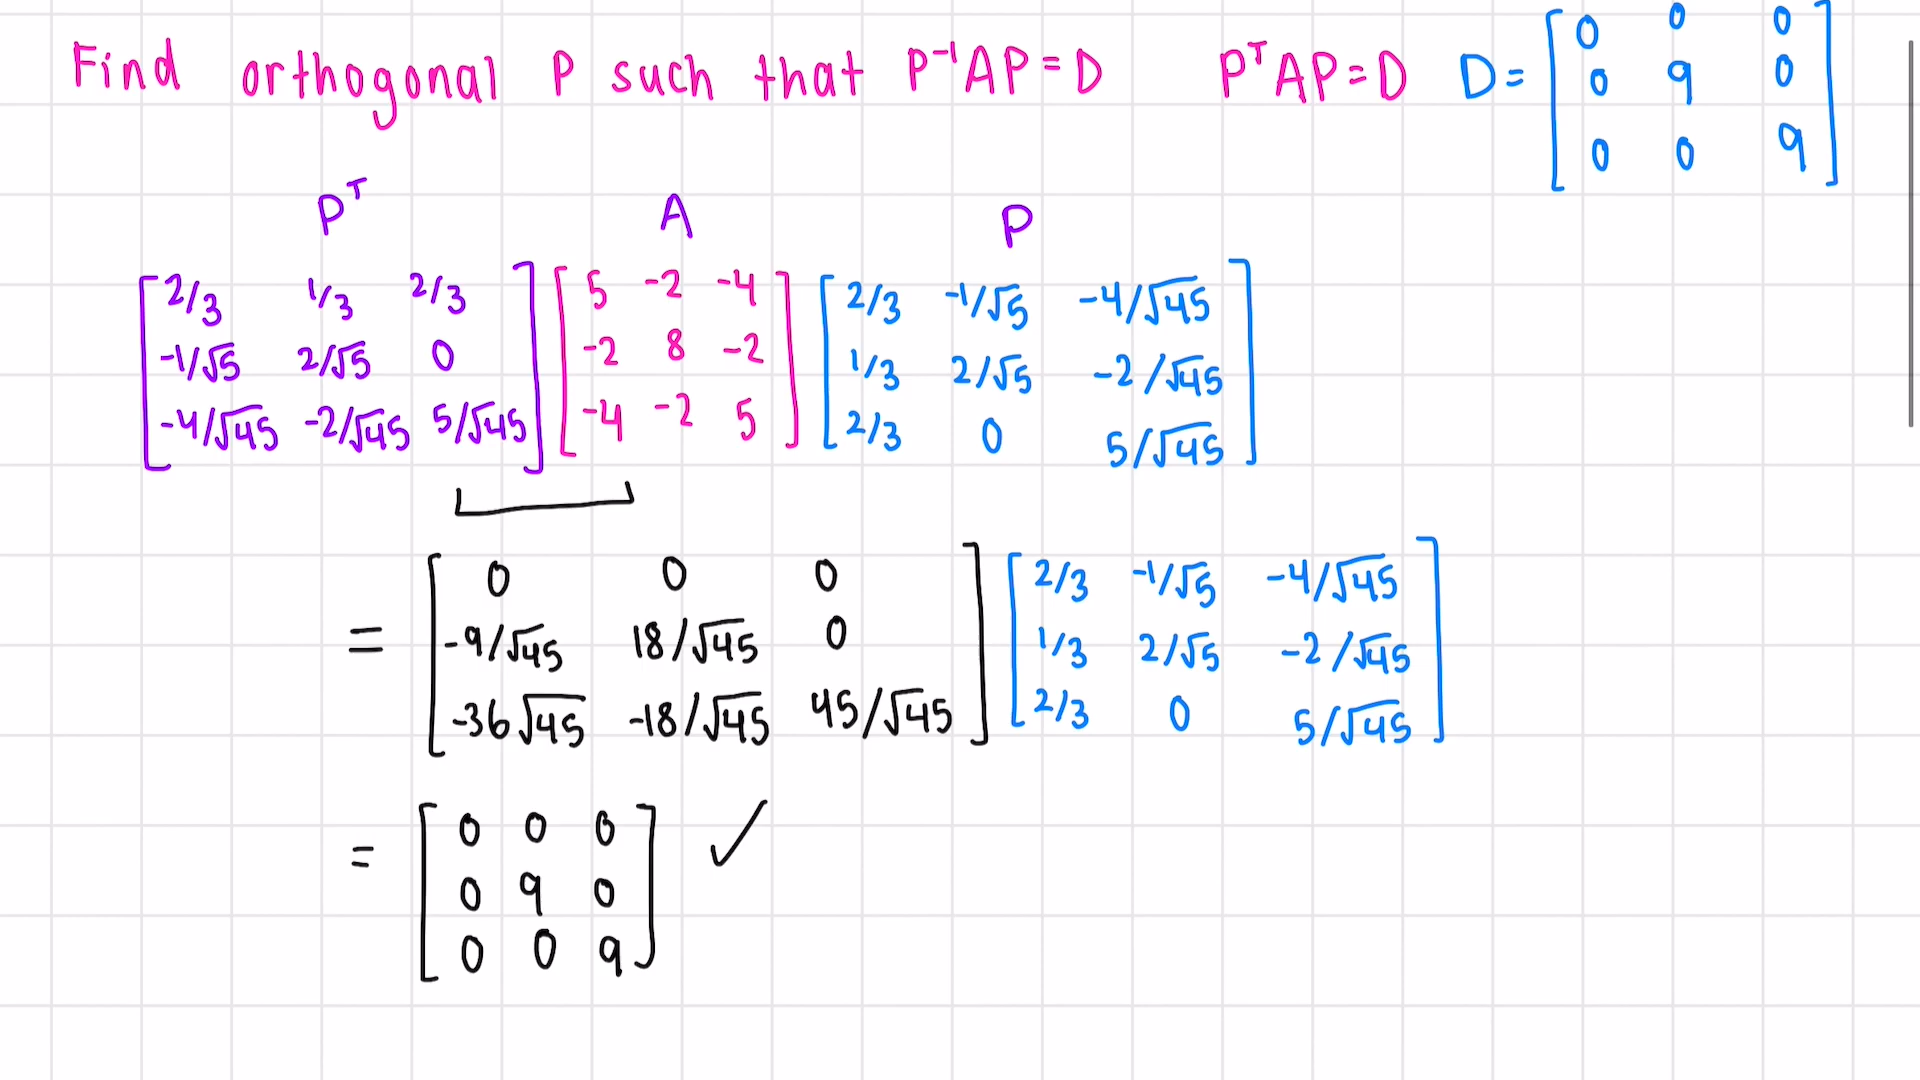 Find orthogonal P such that P⁻¹AP=D PᵀAP=D D= [0 0 0
0 9 0
0 0 9]
Pᵀ A P
[2/3 1/3 2/3 [5 -2 -4] [2/3 -1/√5 -4/√45
-1/√5 2/√5 0 -2 8 -2 1/3 2/√5 -2/√45
-4/√45 -2/√45 5/√45] -4 -2 5] 2/3 0 5/√45]
= [0 0 0 [2/3 -1/√5 -4/√45
-9/√45 18/√45 0 1/3 2/√5 -2/√45
-36√45 -18/√45 45/√45] 2/3 0 5/√45]
= [0 0 0 ✓
0 9 0
0 0 9]